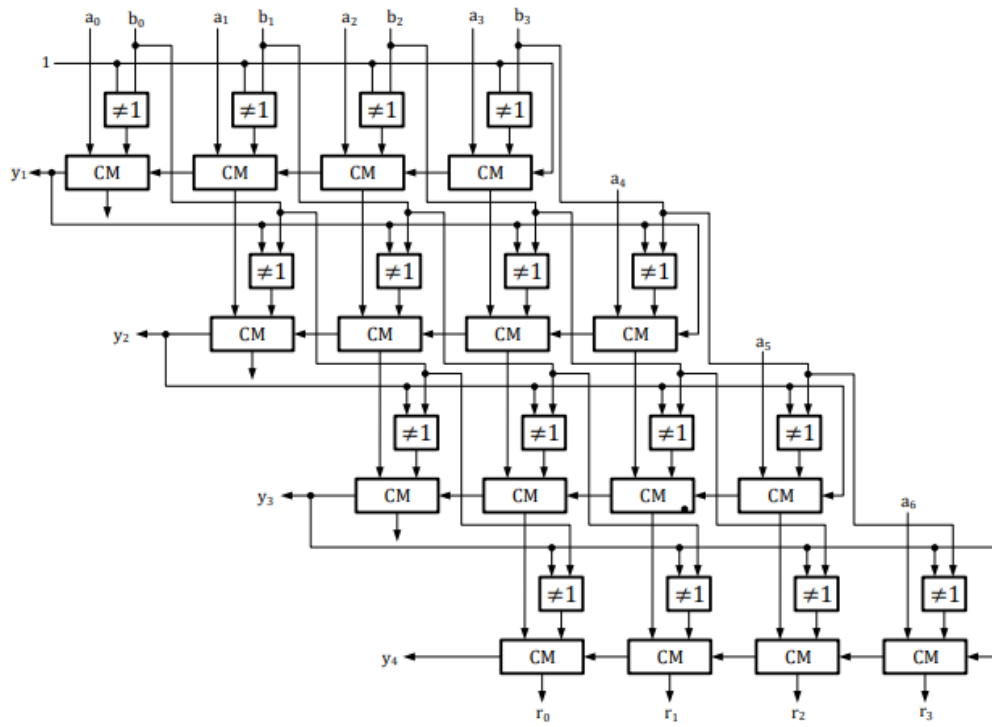 a₀ b₀ a₁ b₁ a₂ b₂ a₃ b₃
1
≠1 ≠1 ≠1 ≠1
y₁ CM CM CM CM
a₄
≠1 ≠1 ≠1 ≠1
y₂ CM CM CM CM
a₅
≠1 ≠1 ≠1 ≠1
y₃ CM CM CM CM
a₆
≠1 ≠1 ≠1 ≠1
y₄ CM CM CM CM
r₀ r₁ r₂ r₃